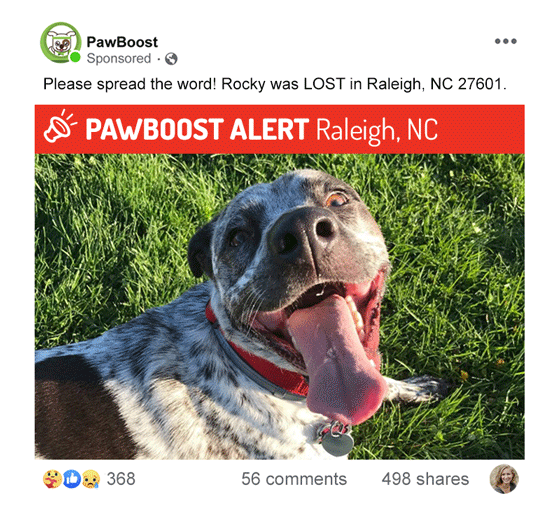 PawBoost
Sponsored ·
Please spread the word! Rocky was LOST in Raleigh, NC 27601.
PAWBOOST ALERT Raleigh, NC
368 56 comments 498 shares